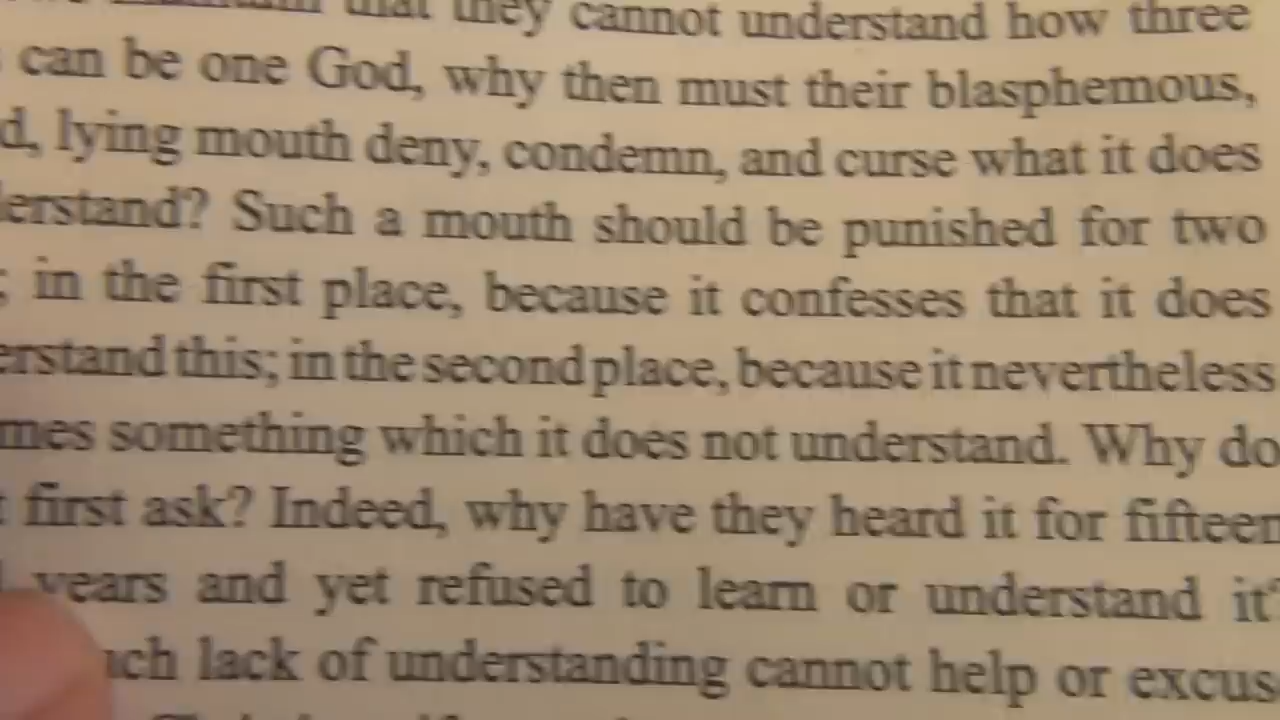 that they cannot understand how three
can be one God, why then must their blasphemous,
d, lying mouth deny, condemn, and curse what it does
erstand? Such a mouth should be punished for two
; in the first place, because it confesses that it does
erstand this; in the second place, because it nevertheless
mes something which it does not understand. Why do
first ask? Indeed, why have they heard it for fifteen
years and yet refused to learn or understand it?
uch lack of understanding cannot help or excus